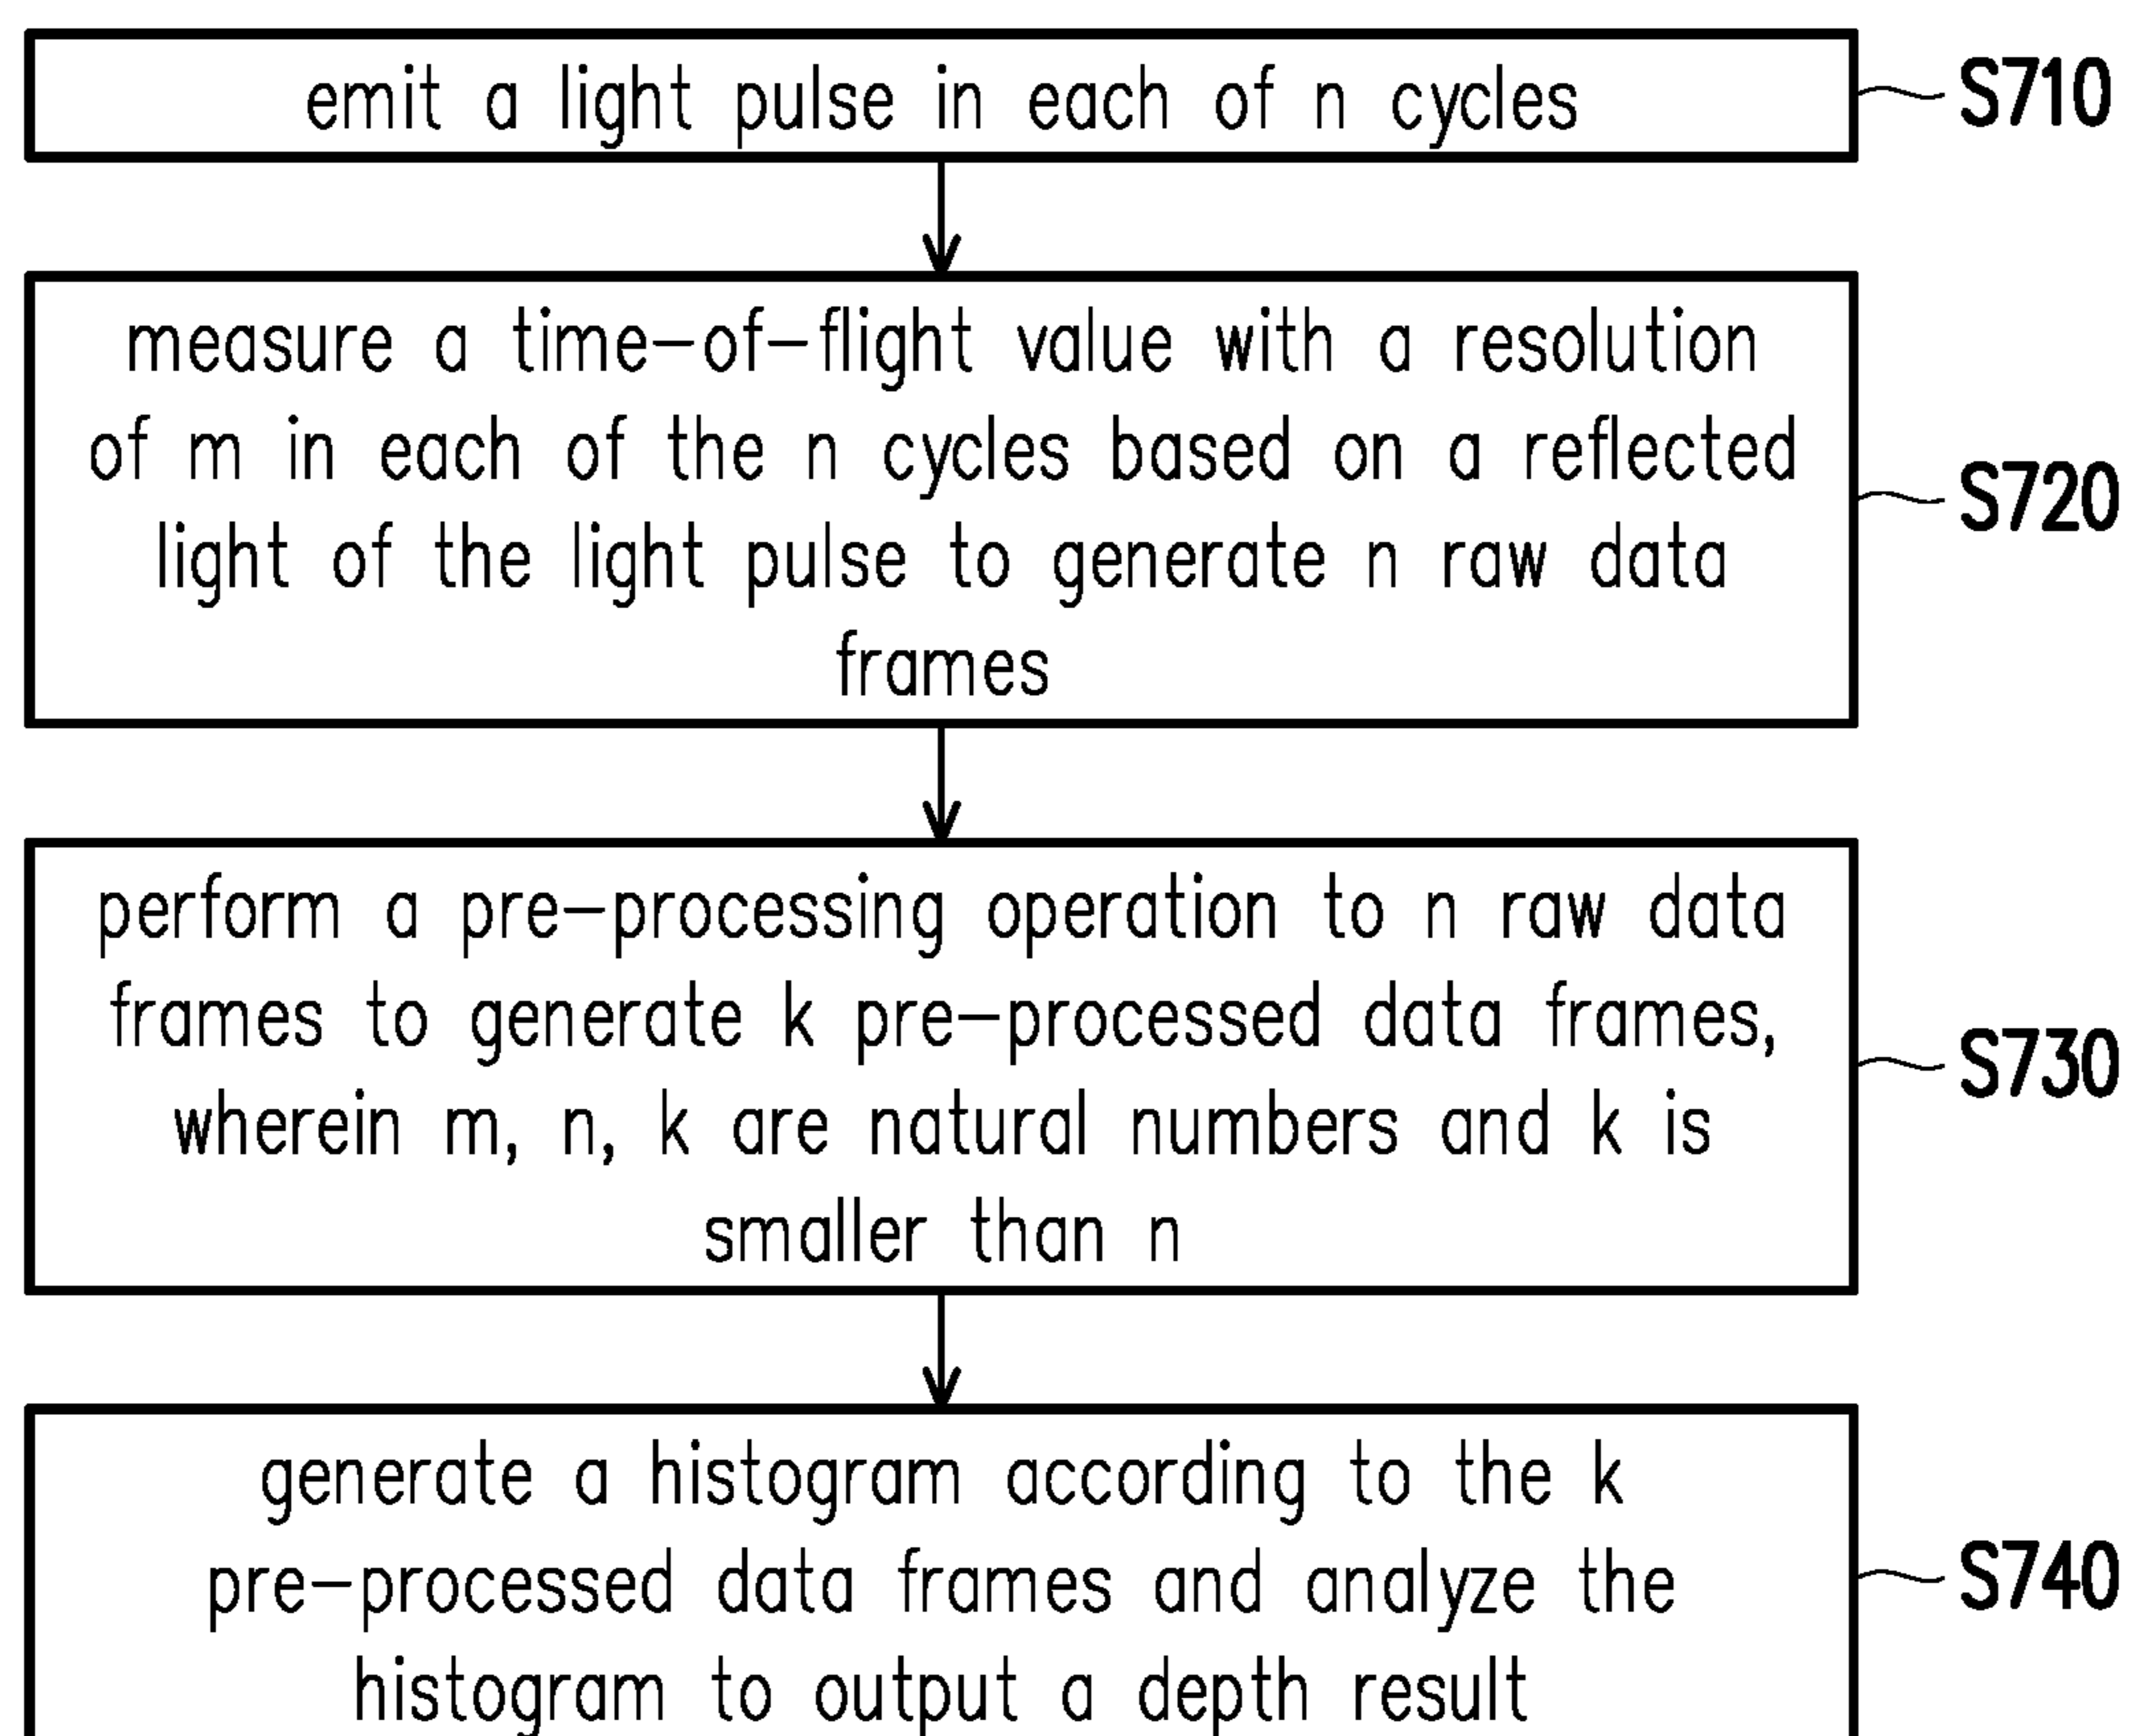 emit a light pulse in each of n cycles
S710
measure a time-of-flight value with a resolution
of m in each of the n cycles based on a reflected
light of the light pulse to generate n raw data
frames
S720
perform a pre-processing operation to n raw data
frames to generate k pre-processed data frames,
wherein m, n, k are natural numbers and k is
smaller than n
S730
generate a histogram according to the k
pre-processed data frames and analyze the
histogram to output a depth result
S740